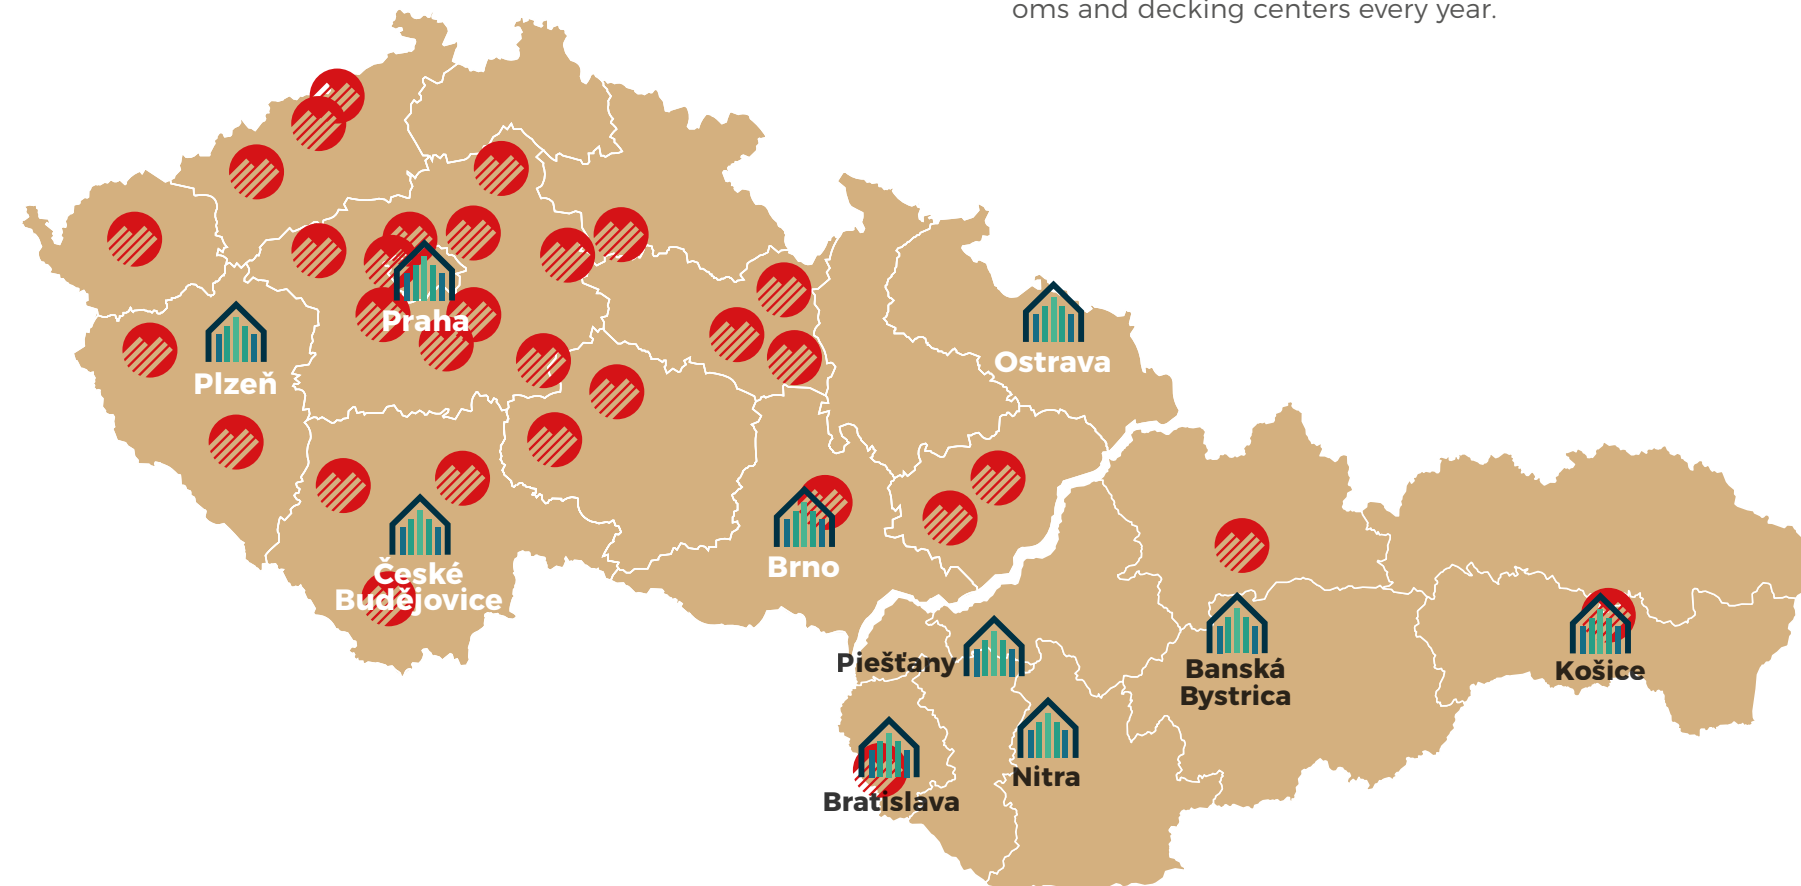 oms and decking centers every year.
Praha
Plzeň
Ostrava
České
Budějovice
Brno
Piešťany
Banská
Bystrica
Košice
Nitra
Bratislava